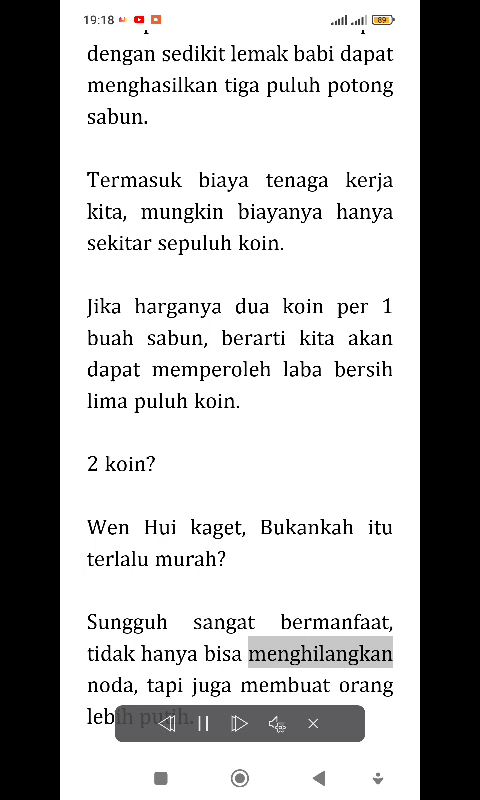 19:18
89
dengan sedikit lemak babi dapat
menghasilkan tiga puluh potong
sabun.
Termasuk biaya tenaga kerja
kita, mungkin biayanya hanya
sekitar sepuluh koin.
Jika harganya dua koin per 1
buah sabun, berarti kita akan
dapat memperoleh laba bersih
lima puluh koin.
2 koin?
Wen Hui kaget, Bukankah itu
terlalu murah?
Sungguh sangat bermanfaat,
tidak hanya bisa menghilangkan
noda, tapi juga membuat orang
lebih putih.